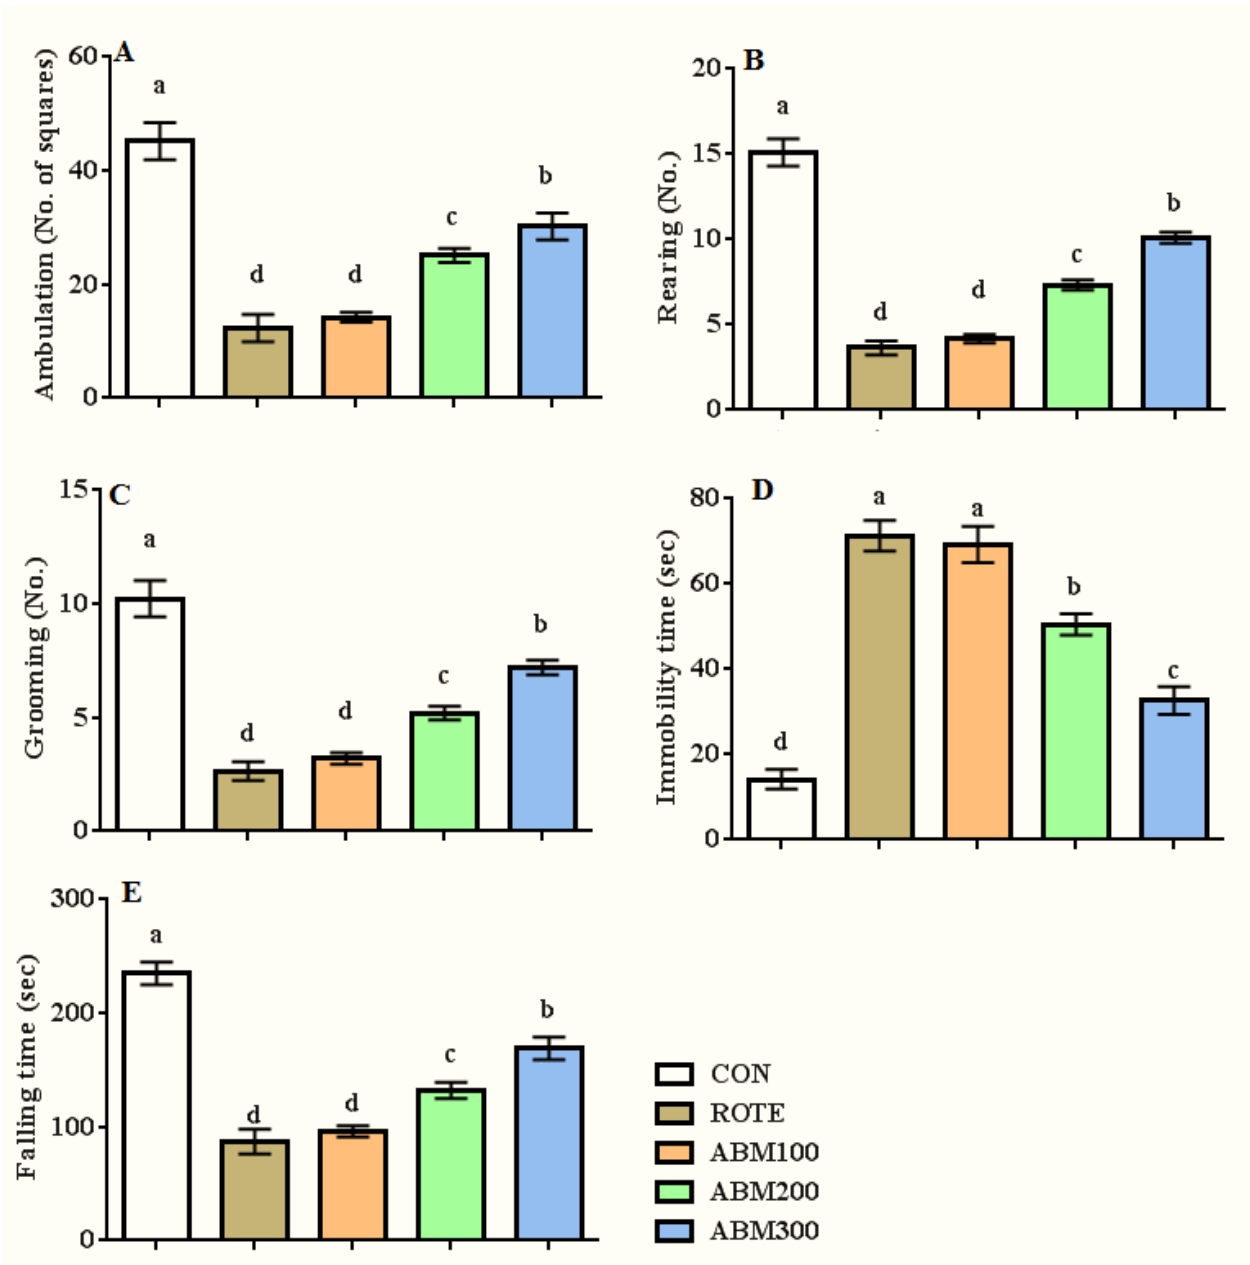 A
Ambulation (No. of squares)
60
40
20
0
a
d
d
c
b
B
Rearing (No.)
20
15
10
5
0
a
d
d
c
b
C
Grooming (No.)
15
10
5
0
a
d
d
c
b
D
Immobility time (sec)
80
60
40
20
0
d
a
a
b
c
E
Falling time (sec)
300
200
100
0
a
d
d
c
b
CON
ROTE
ABM100
ABM200
ABM300